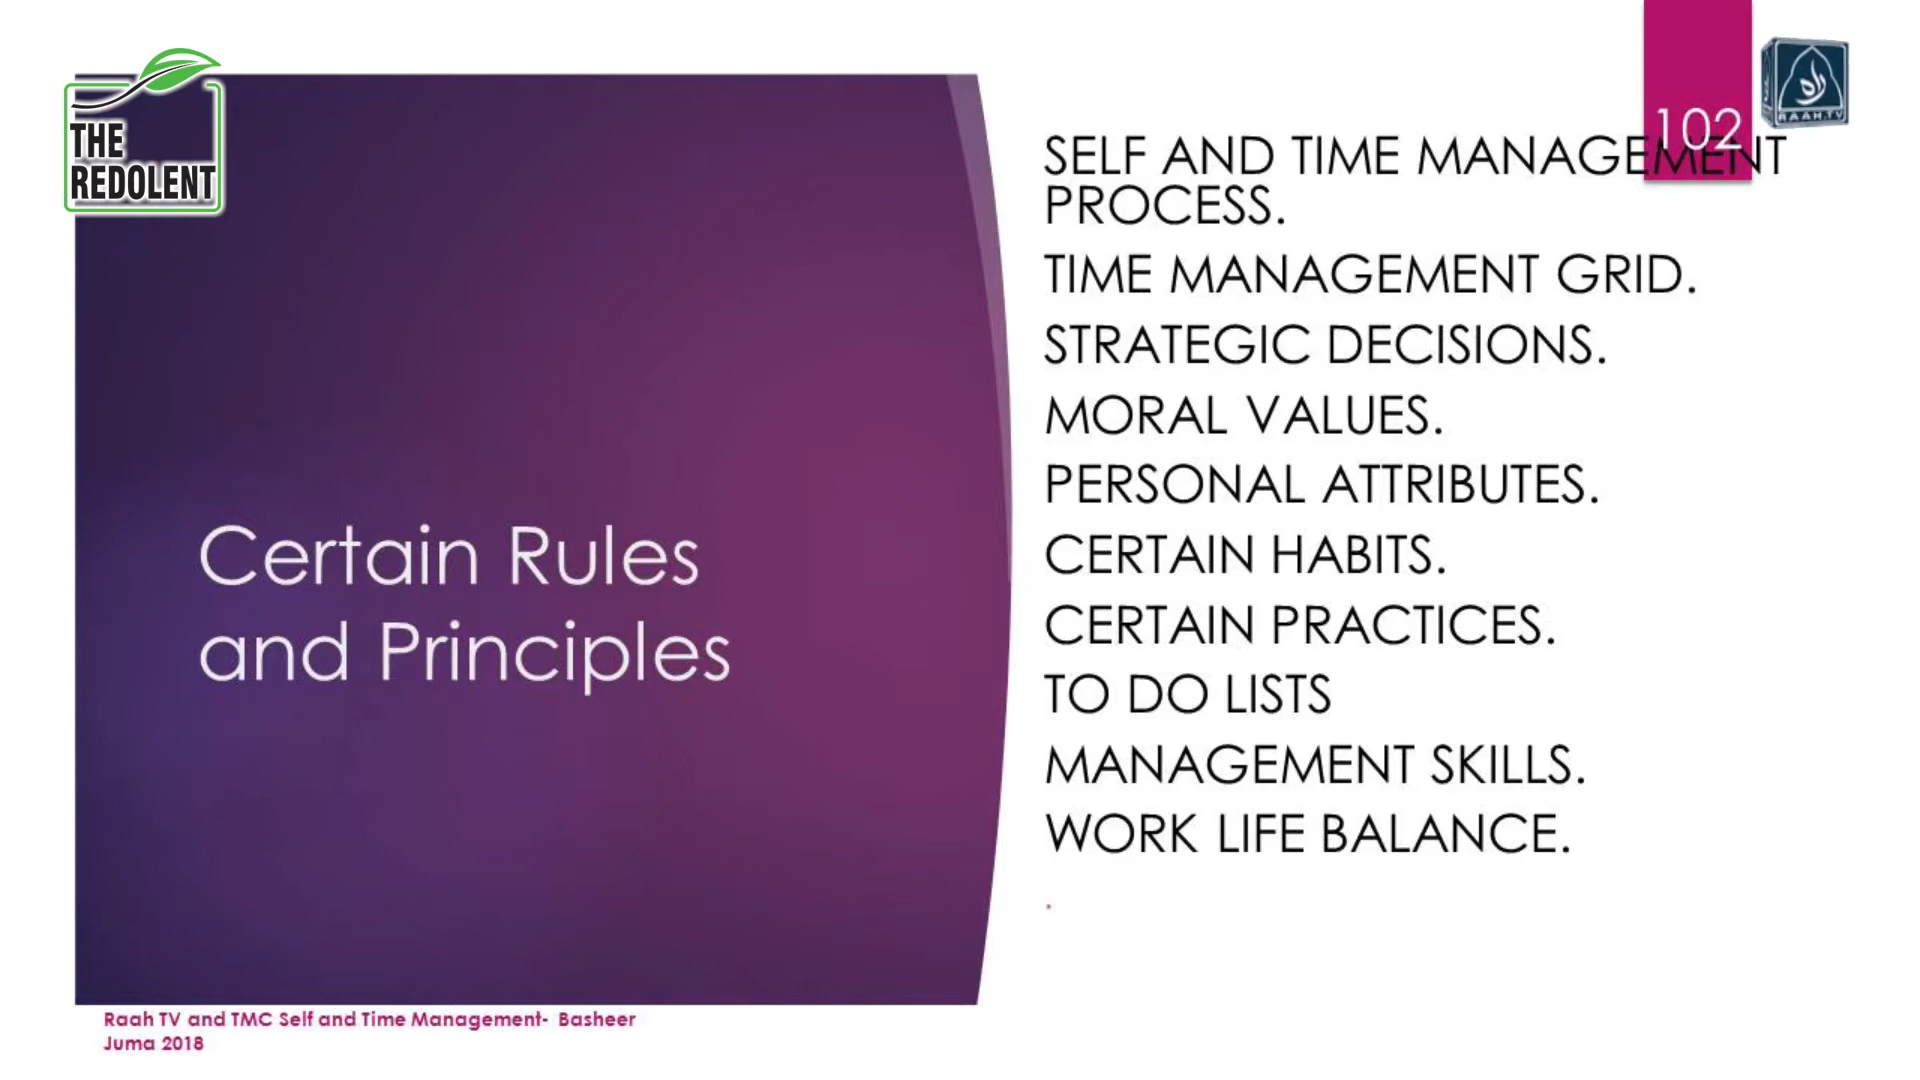 THE
REDOLENT
102
RAAH.TV
SELF AND TIME MANAGEMENT
PROCESS.
TIME MANAGEMENT GRID.
STRATEGIC DECISIONS.
MORAL VALUES.
PERSONAL ATTRIBUTES.
CERTAIN HABITS.
CERTAIN PRACTICES.
TO DO LISTS
MANAGEMENT SKILLS.
WORK LIFE BALANCE.
.
Certain Rules
and Principles
Raah TV and TMC Self and Time Management- Basheer
Juma 2018